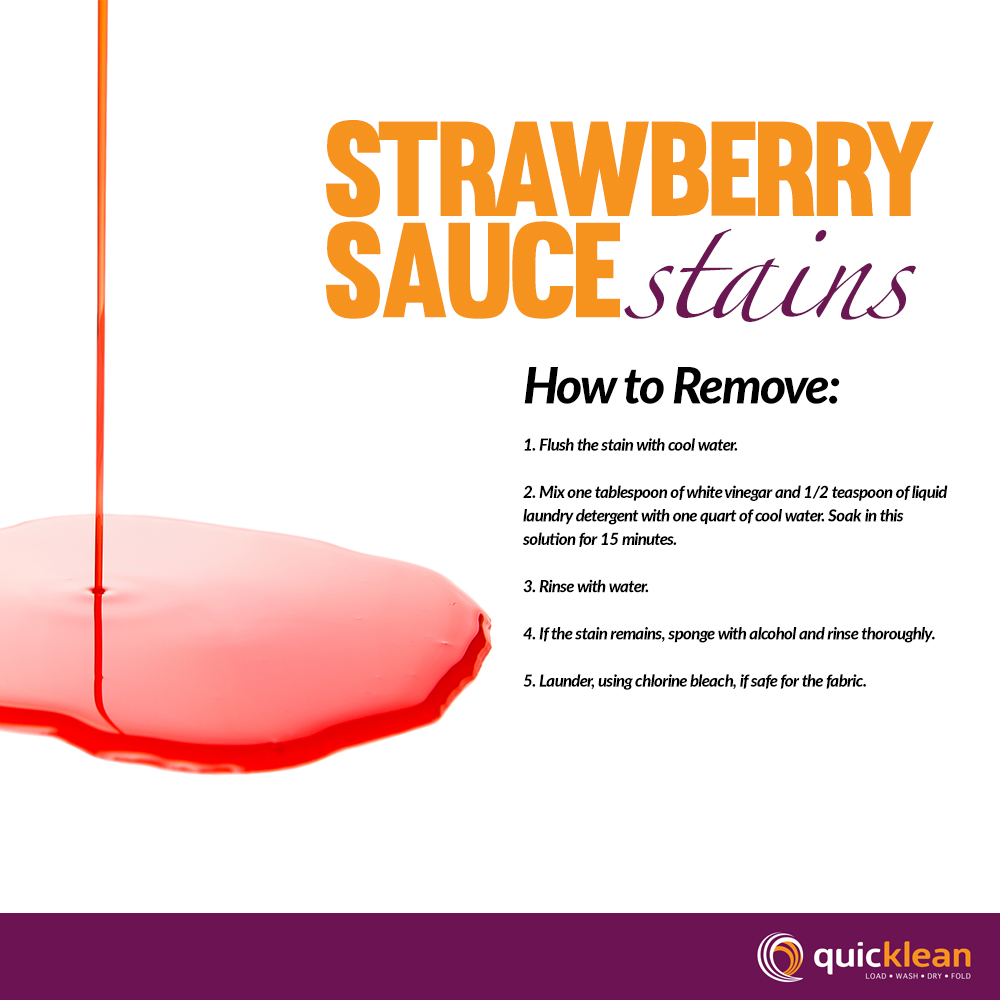 STRAWBERRY
SAUCE stains
How to Remove:
1. Flush the stain with cool water.
2. Mix one tablespoon of white vinegar and 1/2 teaspoon of liquid
laundry detergent with one quart of cool water. Soak in this
solution for 15 minutes.
3. Rinse with water.
4. If the stain remains, sponge with alcohol and rinse thoroughly.
5. Launder, using chlorine bleach, if safe for the fabric.
quicklean
LOAD • WASH • DRY • FOLD